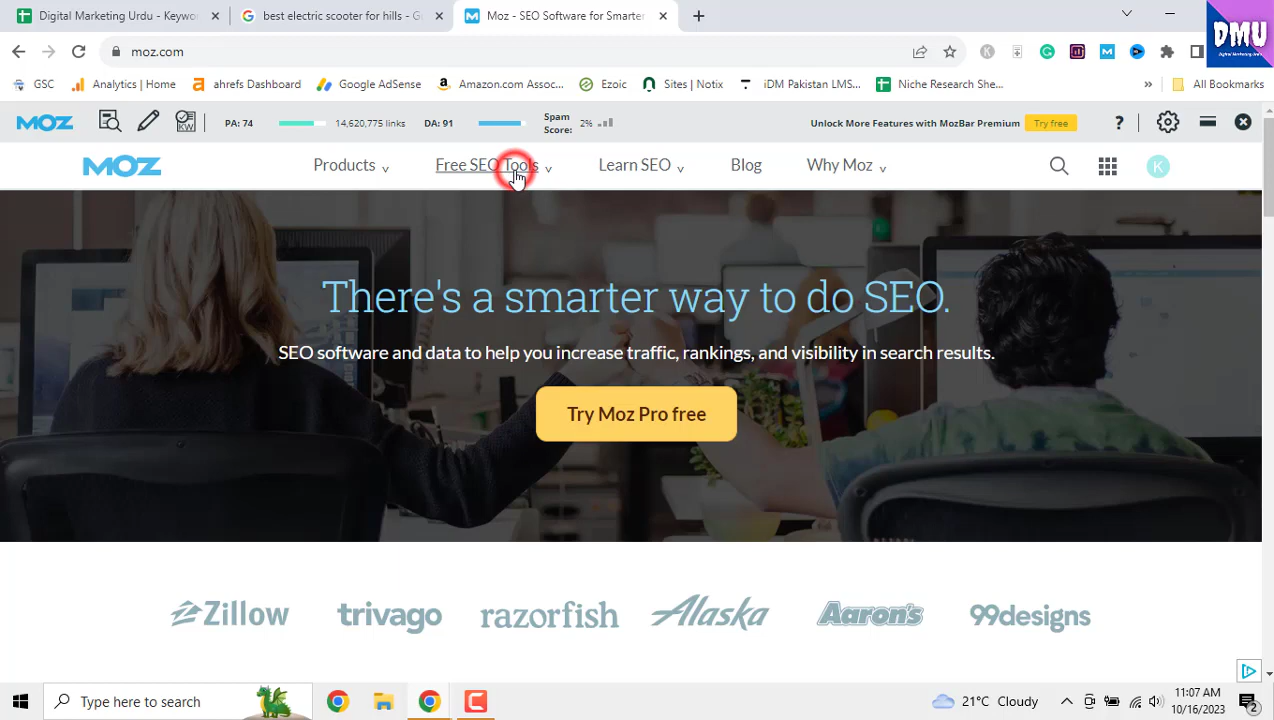 Digital Marketing Urdu - Keywo
best electric scooter for hills - Go
Moz - SEO Software for Smarter
DMU
moz.com
GSC
Analytics | Home
ahrefs Dashboard
Google AdSense
Amazon.com Assoc...
Ezoic
Sites | Notix
iDM Pakistan LMS...
Niche Research She...
All Bookmarks
MOZ
KW
PA: 74
14,620,775 links
DA: 91
Spam Score: 2%
Unlock More Features with MozBar Premium
Try free
?
MOZ
Products
Free SEO Tools
Learn SEO
Blog
Why Moz
K
There's a smarter way to do SEO.
SEO software and data to help you increase traffic, rankings, and visibility in search results.
Try Moz Pro free
Zillow
trivago
razorfish
Alaska
Aaron's
99designs
Type here to search
21°C Cloudy
11:07 AM
10/16/2023
2